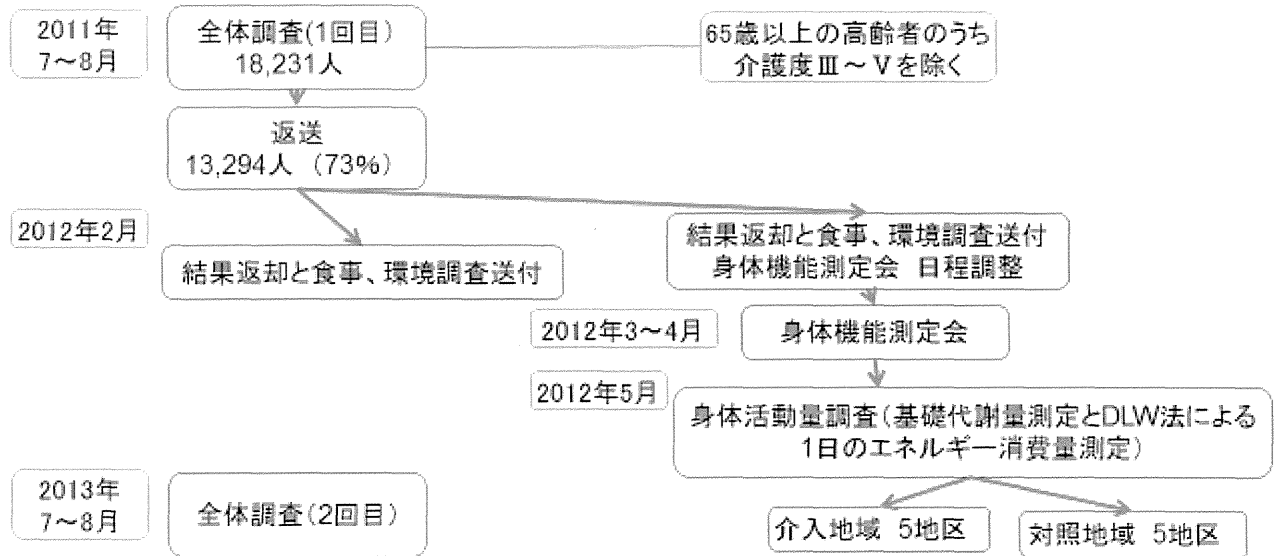 2011年
7～8月
全体調査(1回目)
18,231人
65歳以上の高齢者のうち
介護度Ⅲ～Ⅴを除く
返送
13,294人 （73%）
2012年2月
結果返却と食事、環境調査送付
結果返却と食事、環境調査送付
身体機能測定会 日程調整
2012年3～4月
身体機能測定会
2012年5月
身体活動量調査(基礎代謝量測定とDLW法による
1日のエネルギー消費量測定)
2013年
7～8月
全体調査(2回目)
介入地域 5地区
対照地域 5地区